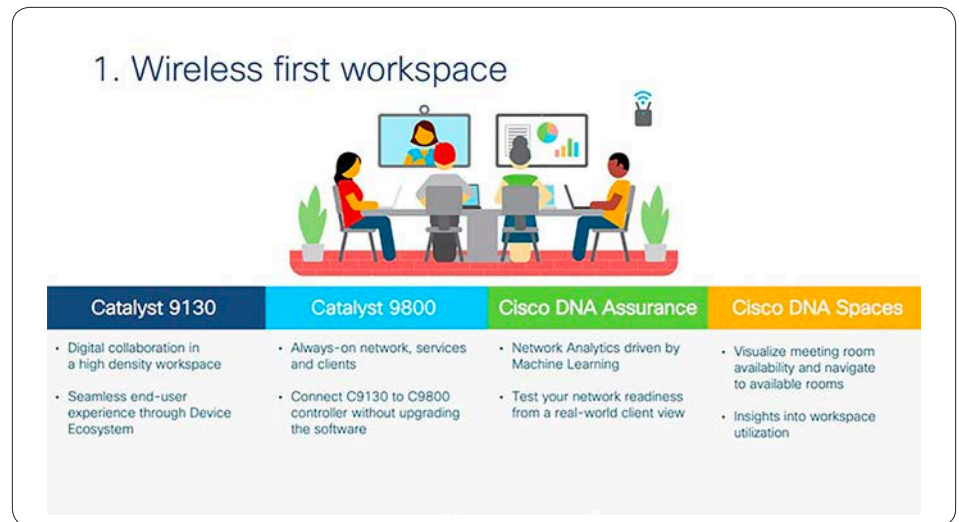 1. Wireless first workspace
Catalyst 9130
• Digital collaboration in
a high density workspace
• Seamless end-user
experience through Device
Ecosystem
Catalyst 9800
• Always-on network, services
and clients
• Connect C9130 to C9800
controller without upgrading
the software
Cisco DNA Assurance
• Network Analytics driven by
Machine Learning
• Test your network readiness
from a real-world client view
Cisco DNA Spaces
• Visualize meeting room
availability and navigate
to available rooms
• Insights into workspace
utilization